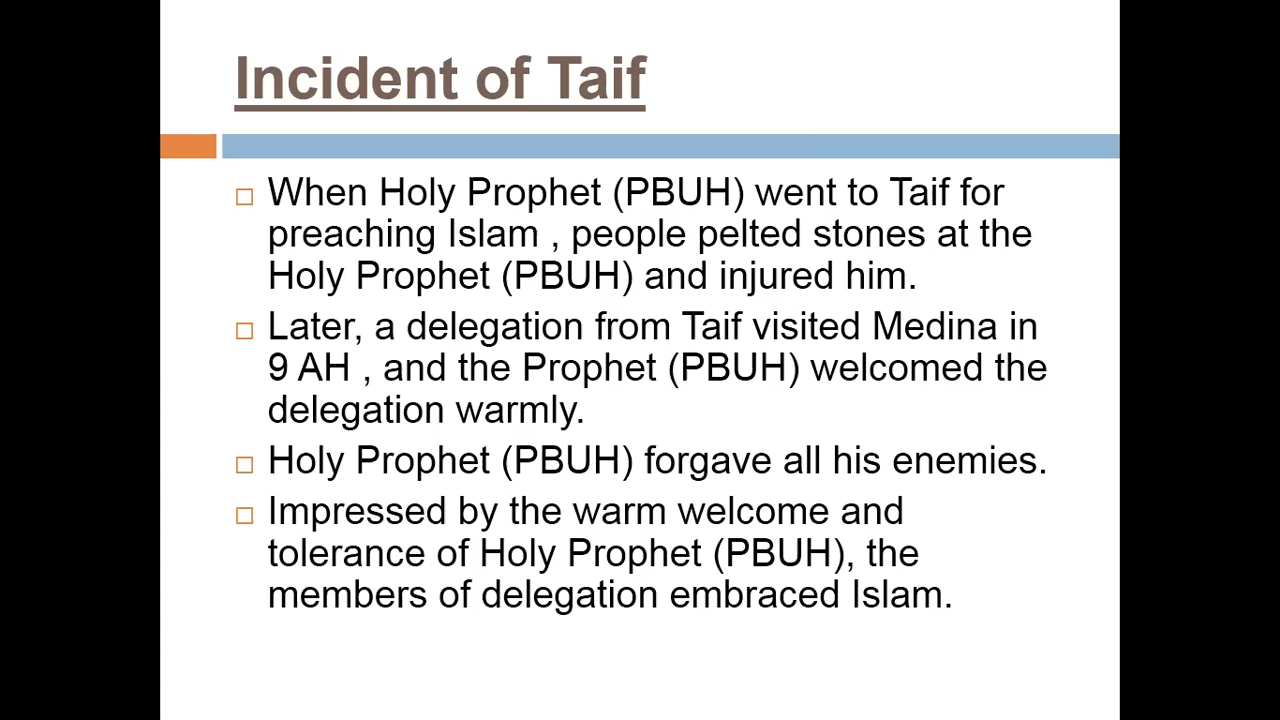 Incident of Taif
When Holy Prophet (PBUH) went to Taif for
preaching Islam , people pelted stones at the
Holy Prophet (PBUH) and injured him.
Later, a delegation from Taif visited Medina in
9 AH , and the Prophet (PBUH) welcomed the
delegation warmly.
Holy Prophet (PBUH) forgave all his enemies.
Impressed by the warm welcome and
tolerance of Holy Prophet (PBUH), the
members of delegation embraced Islam.